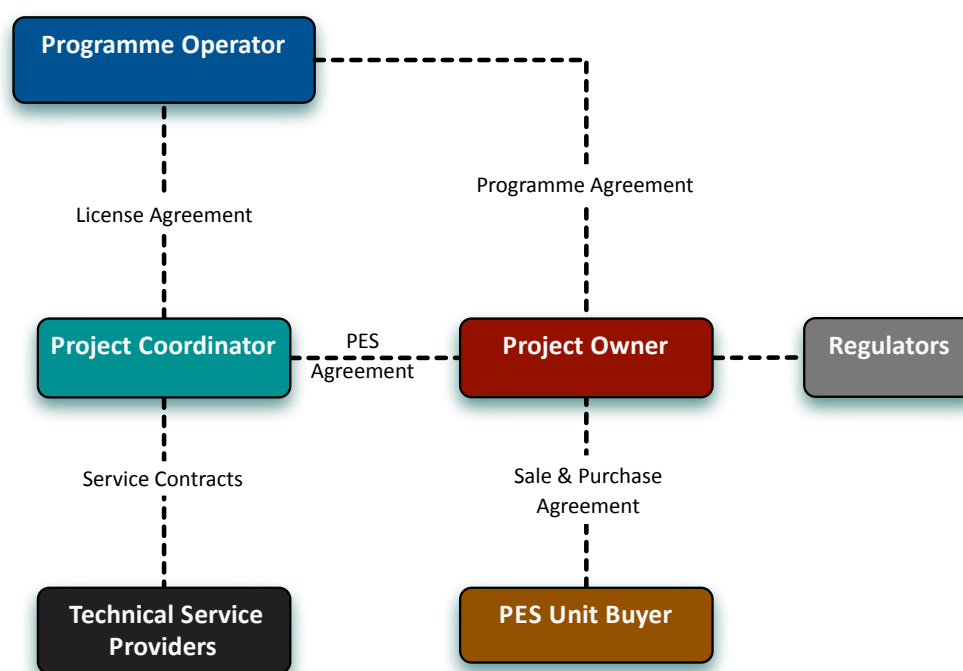 Programme Operator
Programme Agreement
License Agreement
Project Coordinator
PES
Agreement
Project Owner
Regulators
Service Contracts
Sale & Purchase
Agreement
Technical Service
Providers
PES Unit Buyer